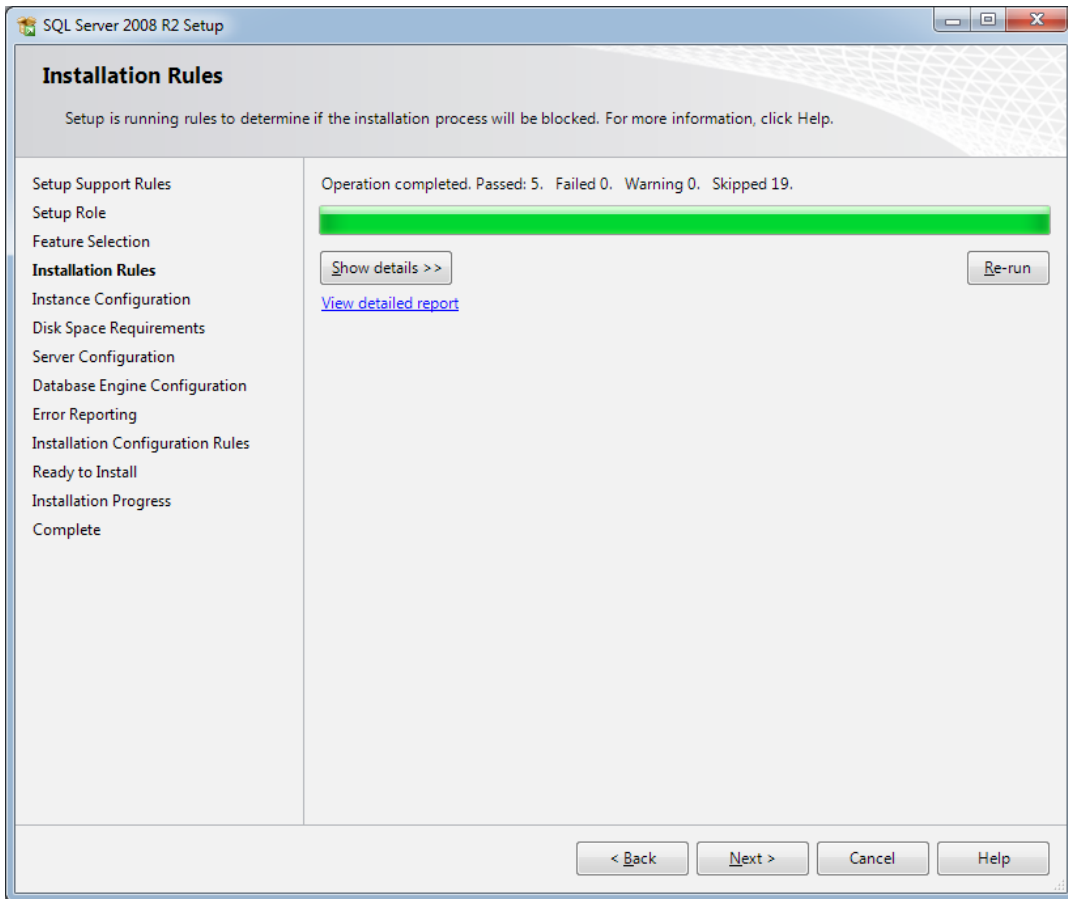 SQL Server 2008 R2 Setup
Installation Rules
Setup is running rules to determine if the installation process will be blocked. For more information, click Help.
Setup Support Rules
Setup Role
Feature Selection
Installation Rules
Instance Configuration
Disk Space Requirements
Server Configuration
Database Engine Configuration
Error Reporting
Installation Configuration Rules
Ready to Install
Installation Progress
Complete
Operation completed. Passed: 5. Failed 0. Warning 0. Skipped 19.
Show details >>
Re-run
View detailed report
< Back
Next >
Cancel
Help